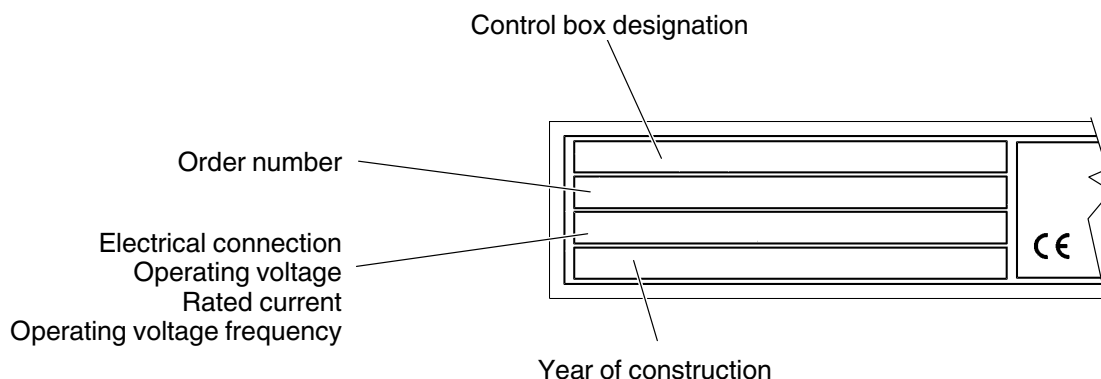 Control box designation
Order number
Electrical connection
Operating voltage
Rated current
Operating voltage frequency
CE
Year of construction